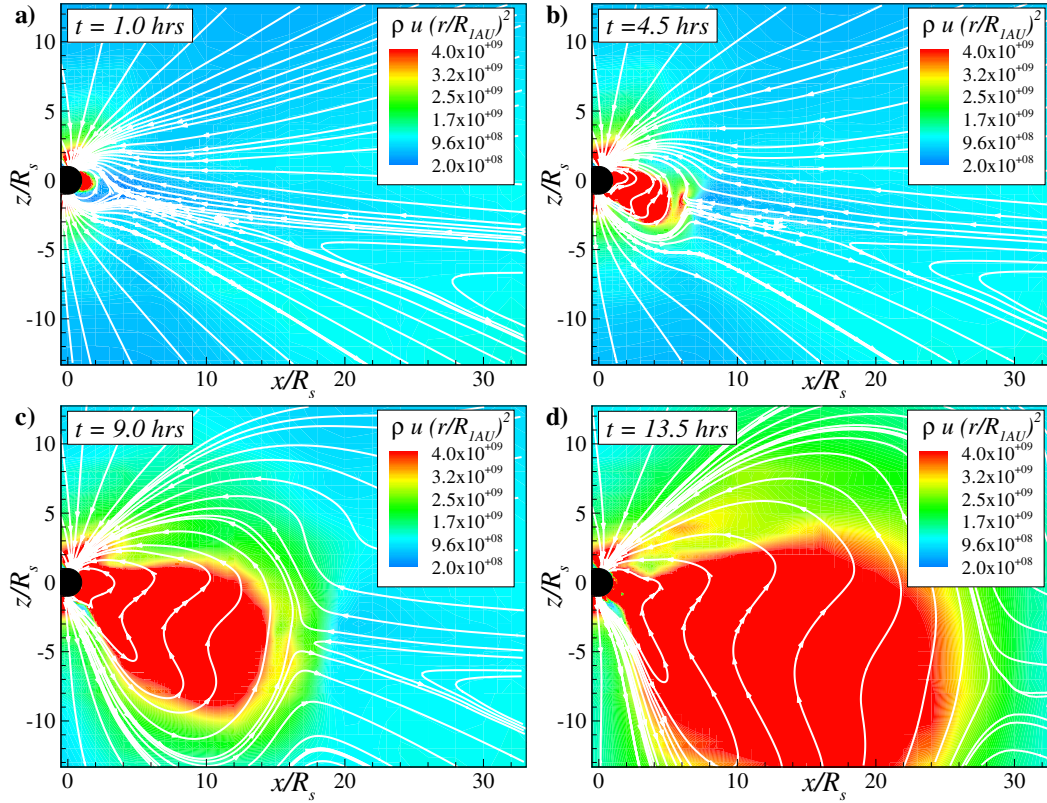 a)
t = 1.0 hrs
ρ u (r/R1AU)²
4.0x10+09
3.2x10+09
2.5x10+09
1.7x10+09
9.6x10+08
2.0x10+08
z/Rs
10
5
0
-5
-10
0 10 20 30
x/Rs
b)
t = 4.5 hrs
ρ u (r/R1AU)²
4.0x10+09
3.2x10+09
2.5x10+09
1.7x10+09
9.6x10+08
2.0x10+08
z/Rs
10
5
0
-5
-10
0 10 20 30
x/Rs
c)
t = 9.0 hrs
ρ u (r/R1AU)²
4.0x10+09
3.2x10+09
2.5x10+09
1.7x10+09
9.6x10+08
2.0x10+08
z/Rs
10
5
0
-5
-10
0 10 20 30
x/Rs
d)
t = 13.5 hrs
ρ u (r/R1AU)²
4.0x10+09
3.2x10+09
2.5x10+09
1.7x10+09
9.6x10+08
2.0x10+08
z/Rs
10
5
0
-5
-10
0 10 20 30
x/Rs